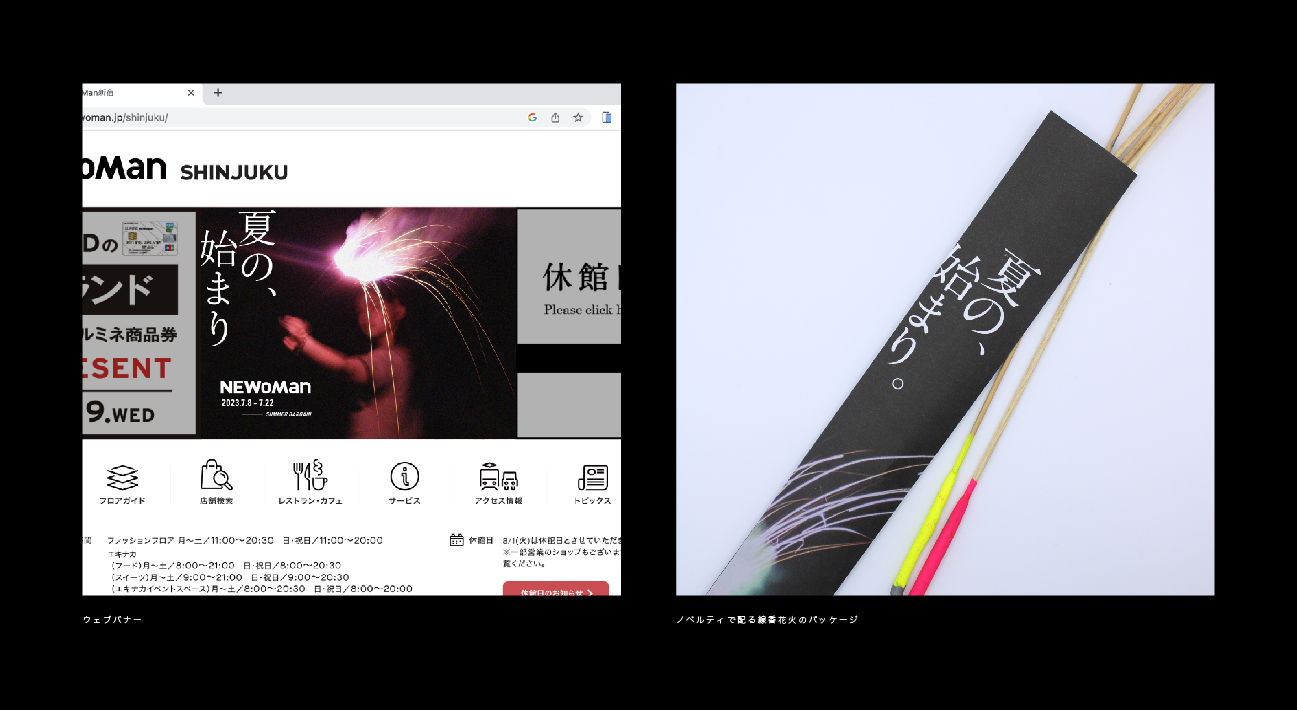 Man新宿
woman.jp/shinjuku/
oMan SHINJUKU
Dの
ランド
ルミネ商品券
ESENT
9.WED
夏の、
始まり
NEWoMan
2023.7.8 – 7.22
SUMMER BARGAIN
休館
Please click
フロアガイド
店舗検索
レストラン・カフェ
サービス
アクセス情報
トピックス
間
ファッションフロア 月〜土/11:00〜20:30 日・祝日/11:00〜20:00
エキナカ
(フード)月〜土/8:00〜21:00 日・祝日/8:00〜20:30
(スイーツ)月〜土/9:00〜21:00 日・祝日/9:00〜20:30
(エキナカイベントスペース)月〜土/8:00〜20:30 日・祝日/8:00〜20:00
休館日
8/1(火)は休館日とさせていただき
※一部営業のショップもございま
覧ください。
休館日のお知らせ
ウェブバナー
夏の、
始まり。
ノベルティで配る線香花火のパッケージ